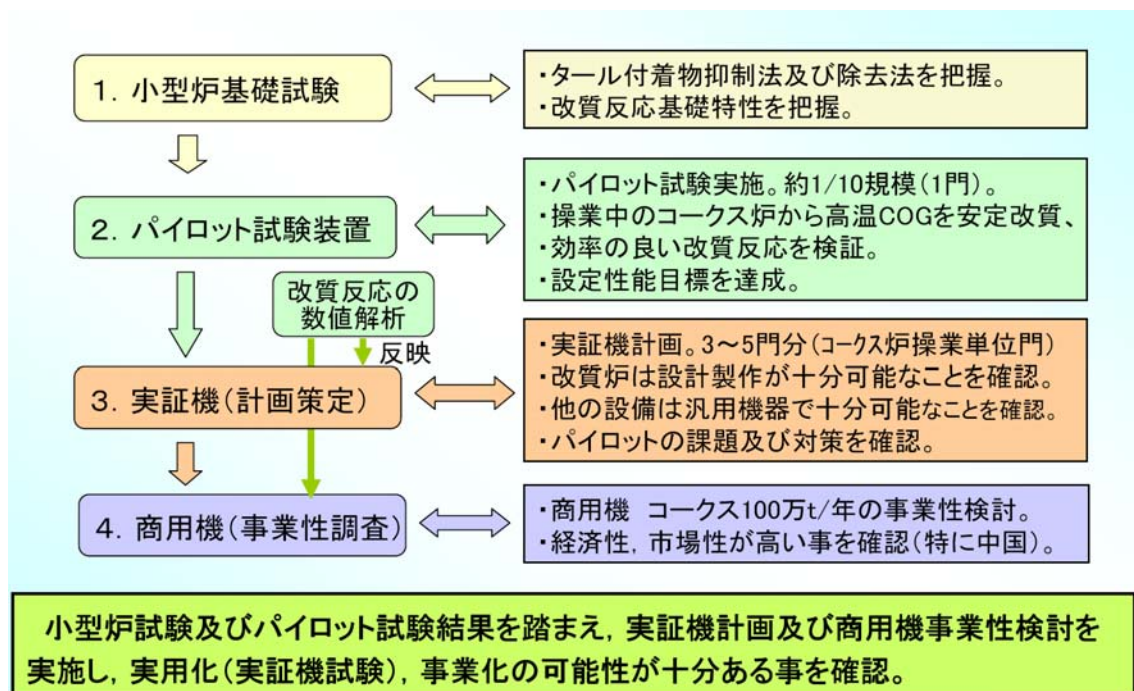 1. 小型炉基礎試験
・タール付着物抑制法及び除去法を把握。
・改質反応基礎特性を把握。
2. パイロット試験装置
・パイロット試験実施。約1/10規模(1門)。
・操業中のコークス炉から高温COGを安定改質、
・効率の良い改質反応を検証。
・設定性能目標を達成。
改質反応の
数値解析
反映
3. 実証機(計画策定)
・実証機計画。3～5門分(コークス炉操業単位門)
・改質炉は設計製作が十分可能なことを確認。
・他の設備は汎用機器で十分可能なことを確認。
・パイロットの課題及び対策を確認。
4. 商用機(事業性調査)
・商用機 コークス100万t/年の事業性検討。
・経済性, 市場性が高い事を確認(特に中国)。
小型炉試験及びパイロット試験結果を踏まえ, 実証機計画及び商用機事業性検討を
実施し, 実用化(実証機試験), 事業化の可能性が十分ある事を確認。